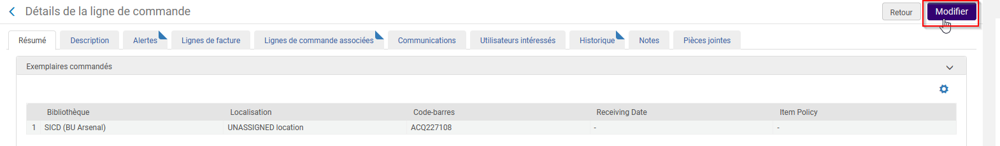 Détails de la ligne de commande
Retour
Modifier
Résumé
Description
Alertes
Lignes de facture
Lignes de commande associées
Communications
Utilisateurs intéressés
Historique
Notes
Pièces jointes
Exemplaires commandés
Bibliothèque Localisation Code-barres Receiving Date Item Policy
1 SICD (BU Arsenal) UNASSIGNED location ACQ227108 - -